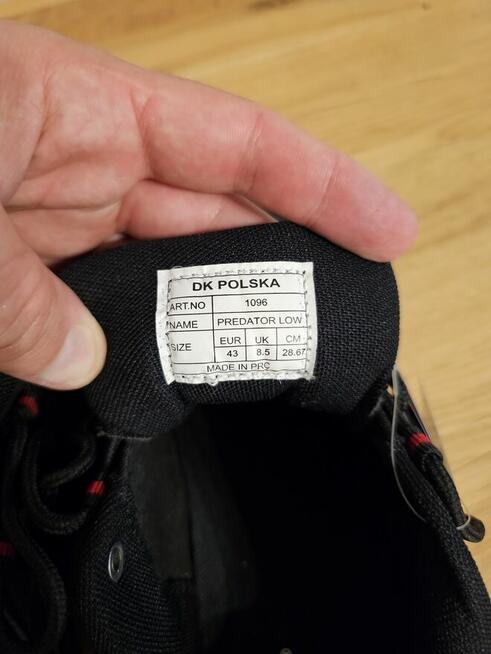 DK POLSKA
ART.NO 1096
NAME PREDATOR LOW
SIZE EUR UK CM
43 8.5 28.67
MADE IN PRC